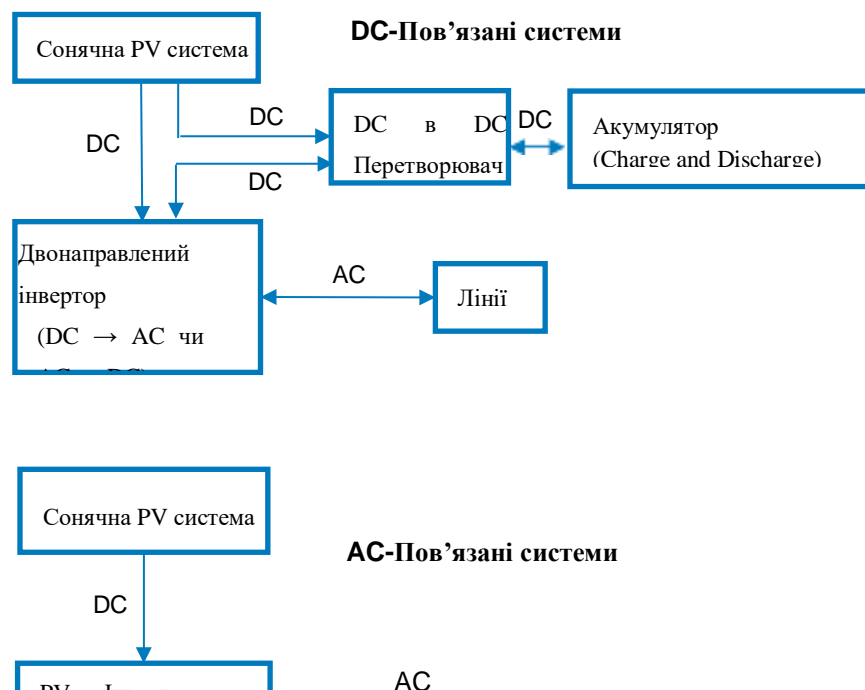 DC-Пов’язані системи
Сонячна PV система
DC
DC
DC
DC в DC
Перетворювач
DC
Акумулятор
(Charge and Discharge)
Двонаправлений
інвертор
(DC → AC чи
AC
Лінії
Сонячна PV система
AC-Пов’язані системи
DC
PV
AC